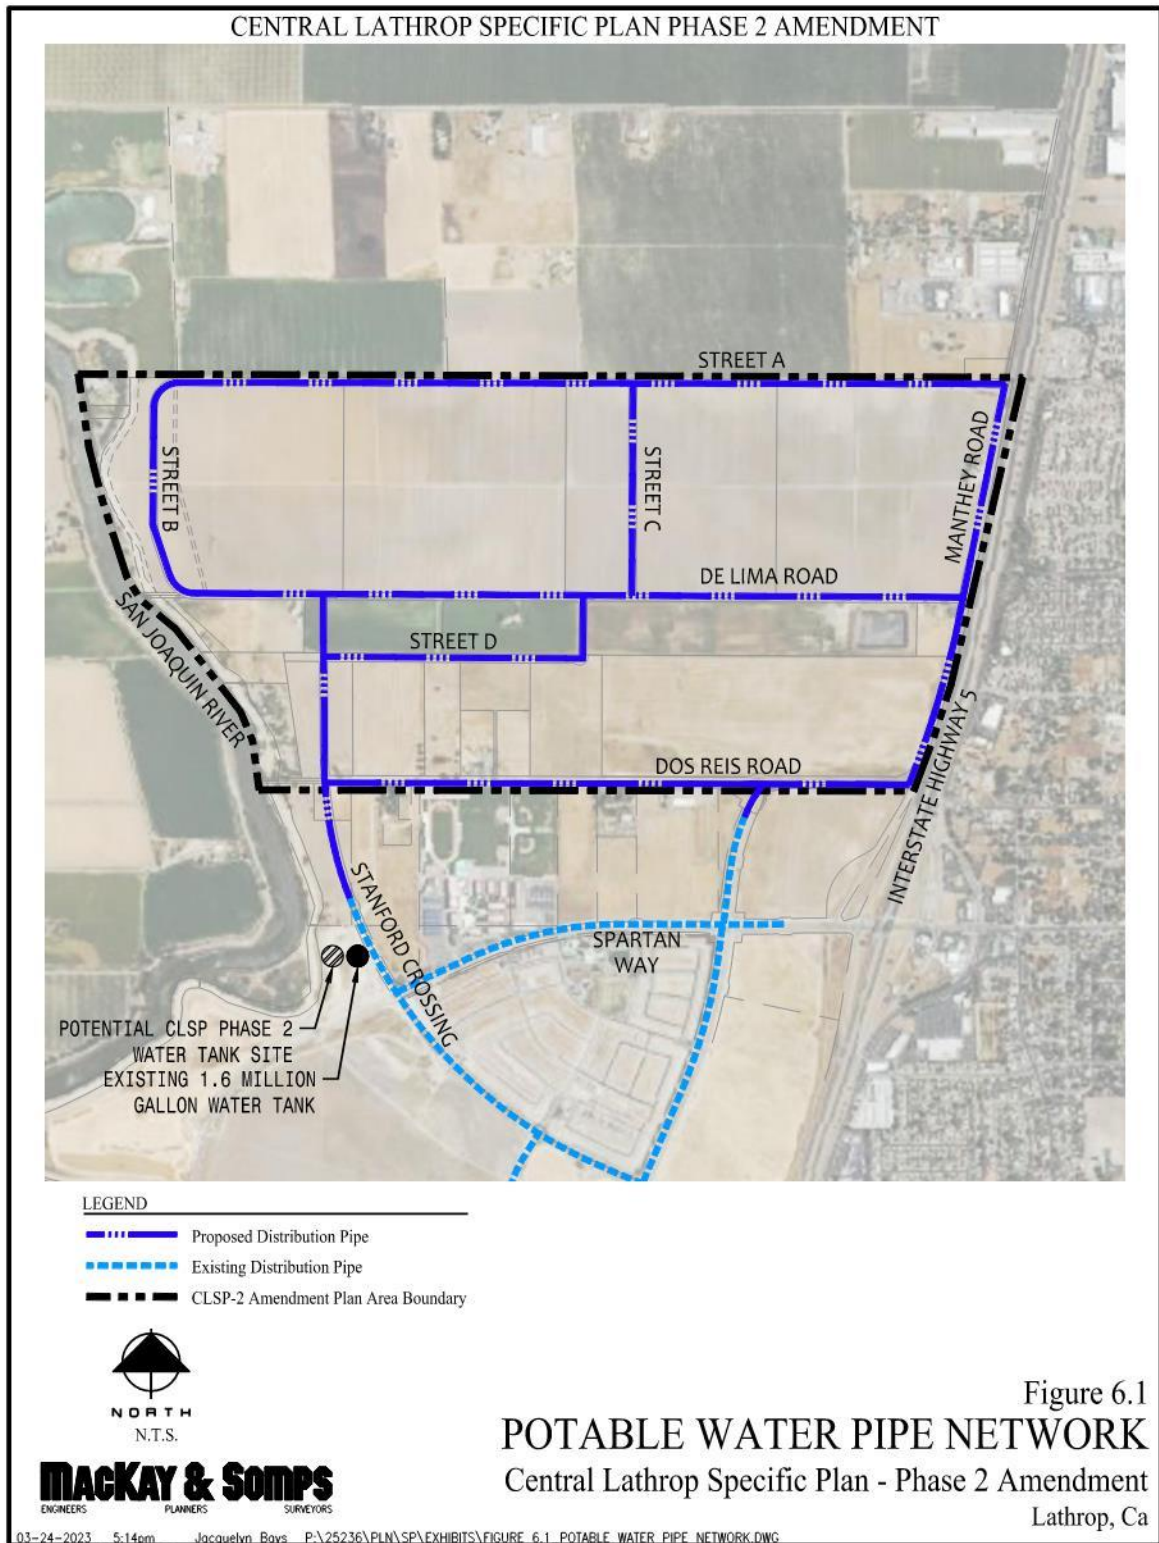 CENTRAL LATHROP SPECIFIC PLAN PHASE 2 AMENDMENT
STREET A
STREET B
STREET C
MANTHEY ROAD
DE LIMA ROAD
STREET D
SAN JOAQUIN RIVER
DOS REIS ROAD
INTERSTATE HIGHWAY 5
STANFORD CROSSING
SPARTAN
WAY
POTENTIAL CLSP PHASE 2
WATER TANK SITE
EXISTING 1.6 MILLION
GALLON WATER TANK
LEGEND
Proposed Distribution Pipe
Existing Distribution Pipe
CLSP-2 Amendment Plan Area Boundary
NORTH
N.T.S.
Figure 6.1
POTABLE WATER PIPE NETWORK
Central Lathrop Specific Plan - Phase 2 Amendment
Lathrop, Ca
MACKAY & SOMPS
ENGINEERS PLANNERS SURVEYORS
03-24-2023 5:14pm Jacquelyn Bays P:\25236\PLN\SP\EXHIBITS\FIGURE 6.1 POTABLE WATER PIPE NETWORK.DWG